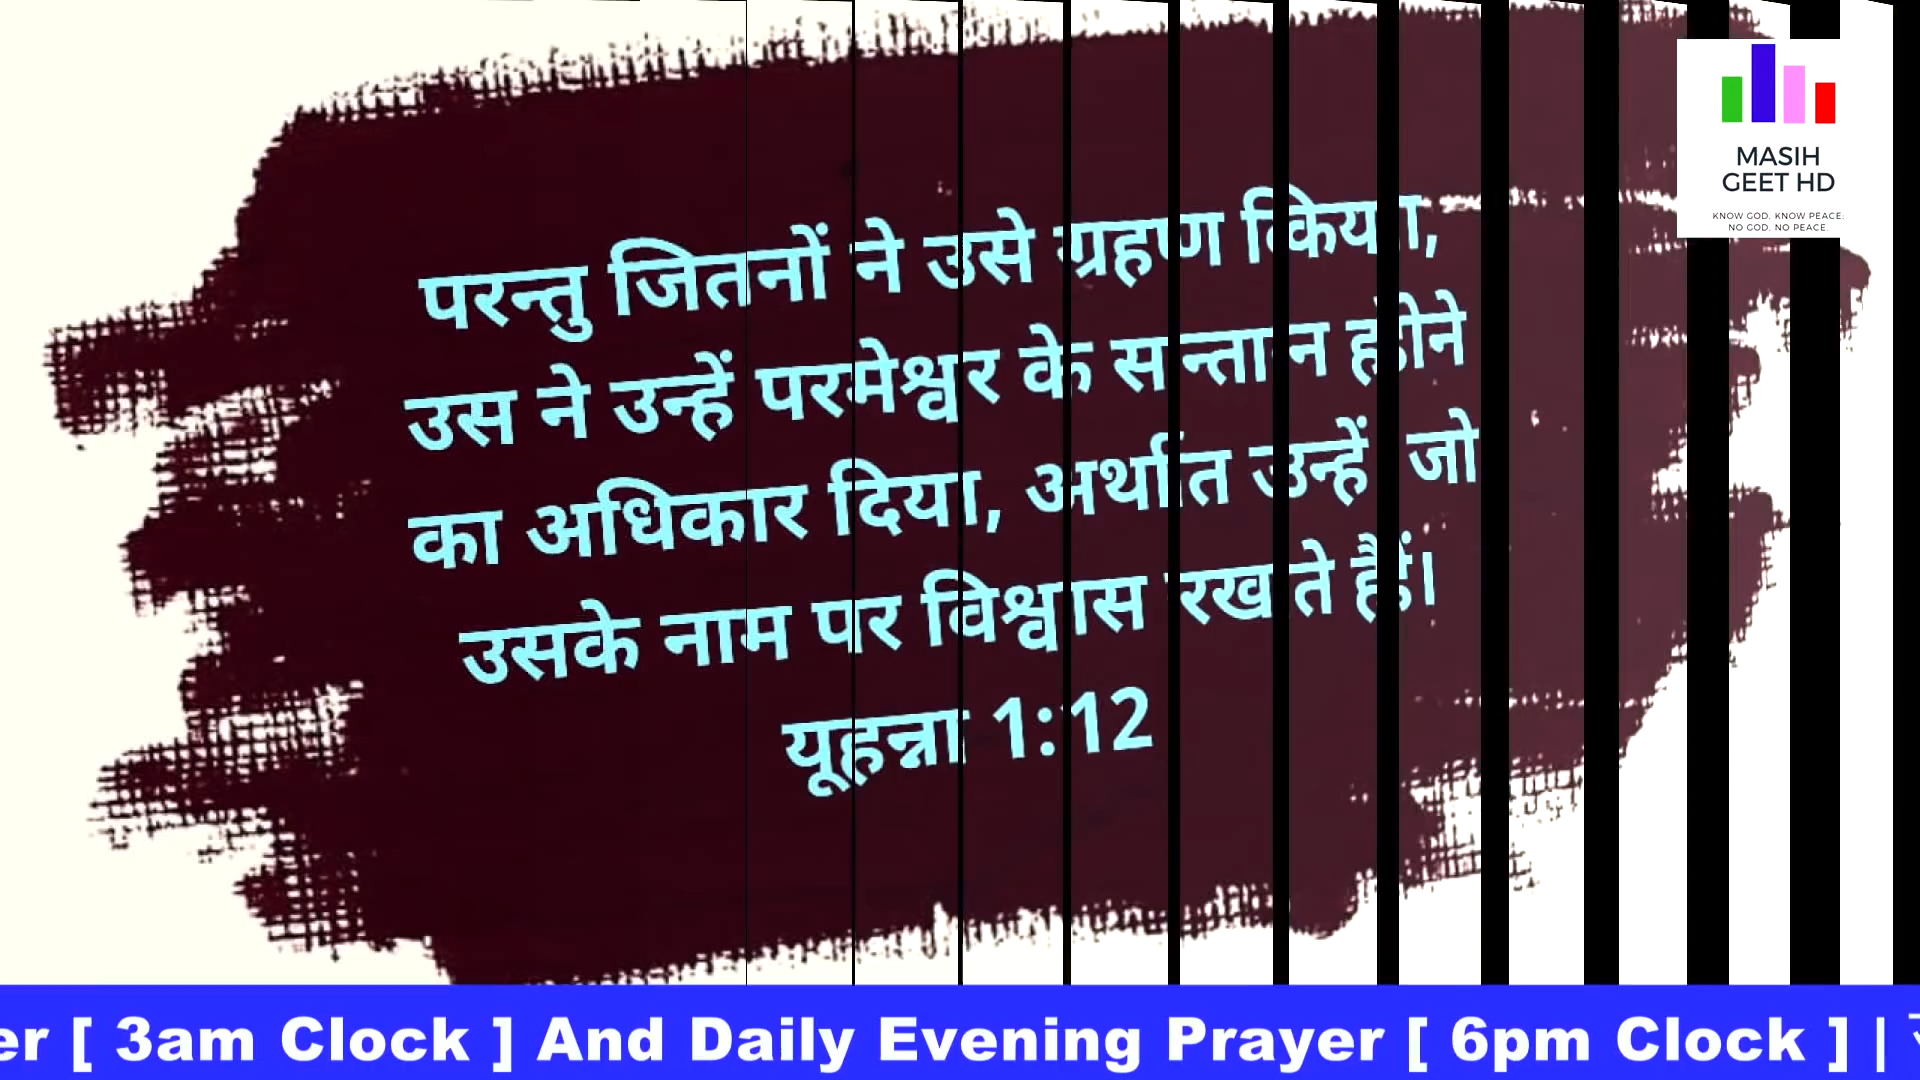 परन्तु जितनों ने उसे ग्रहण किया,
उस ने उन्हें परमेश्वर के सन्तान होने
का अधिकार दिया, अर्थात उन्हें जो
उसके नाम पर विश्वास रखते हैं।
यूहन्ना 1:12
MASIH
GEET HD
KNOW GOD. KNOW PEACE.
NO GOD. NO PEACE.
er [ 3am Clock ] And Daily Evening Prayer [ 6pm Clock ] |